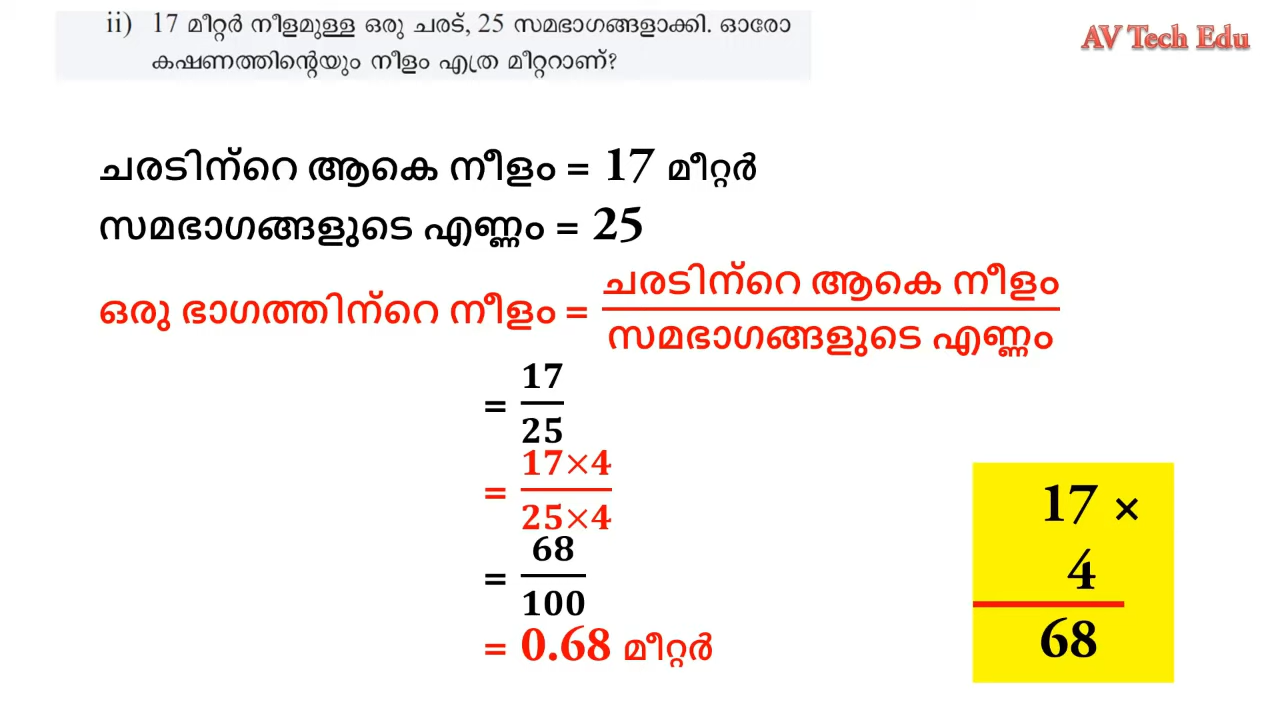 ii) 17 മീറ്റർ നീളമുള്ള ഒരു ചരട്, 25 സമഭാഗങ്ങളാക്കി. ഓരോ
കഷണത്തിന്റെയും നീളം എത്ര മീറ്ററാണ്?
AV Tech Edu
ചരടിന്റെ ആകെ നീളം = 17 മീറ്റർ
സമഭാഗങ്ങളുടെ എണ്ണം = 25
ഒരു ഭാഗത്തിന്റെ നീളം = ചരടിന്റെ ആകെ നീളം
സമഭാഗങ്ങളുടെ എണ്ണം
= 17
25
= 17×4
25×4
= 68
100
= 0.68 മീറ്റർ
17 ×
4
68